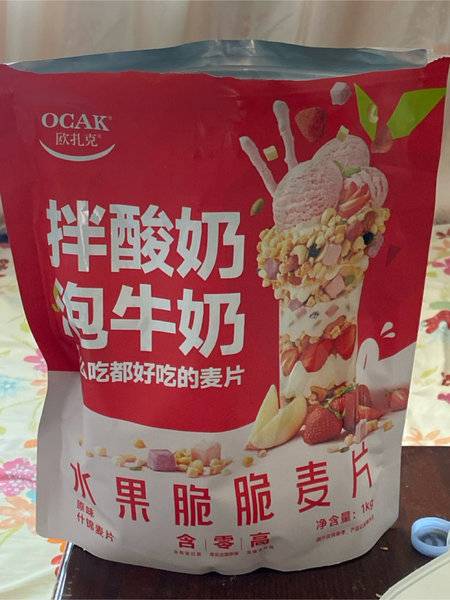 OCAK®
欧扎克®
拌酸奶
泡牛奶
么吃都好吃的麦片
水果脆脆麦片
原味
什锦麦片
含零高
净含量：1kg